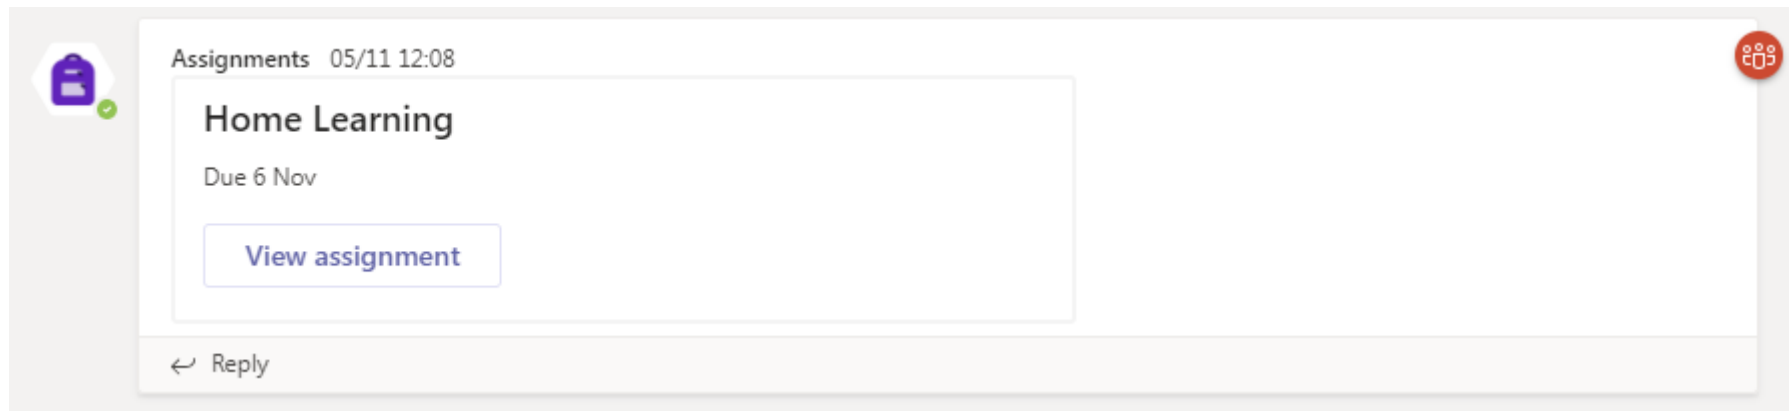 Assignments 05/11 12:08
Home Learning
Due 6 Nov
View assignment
Reply